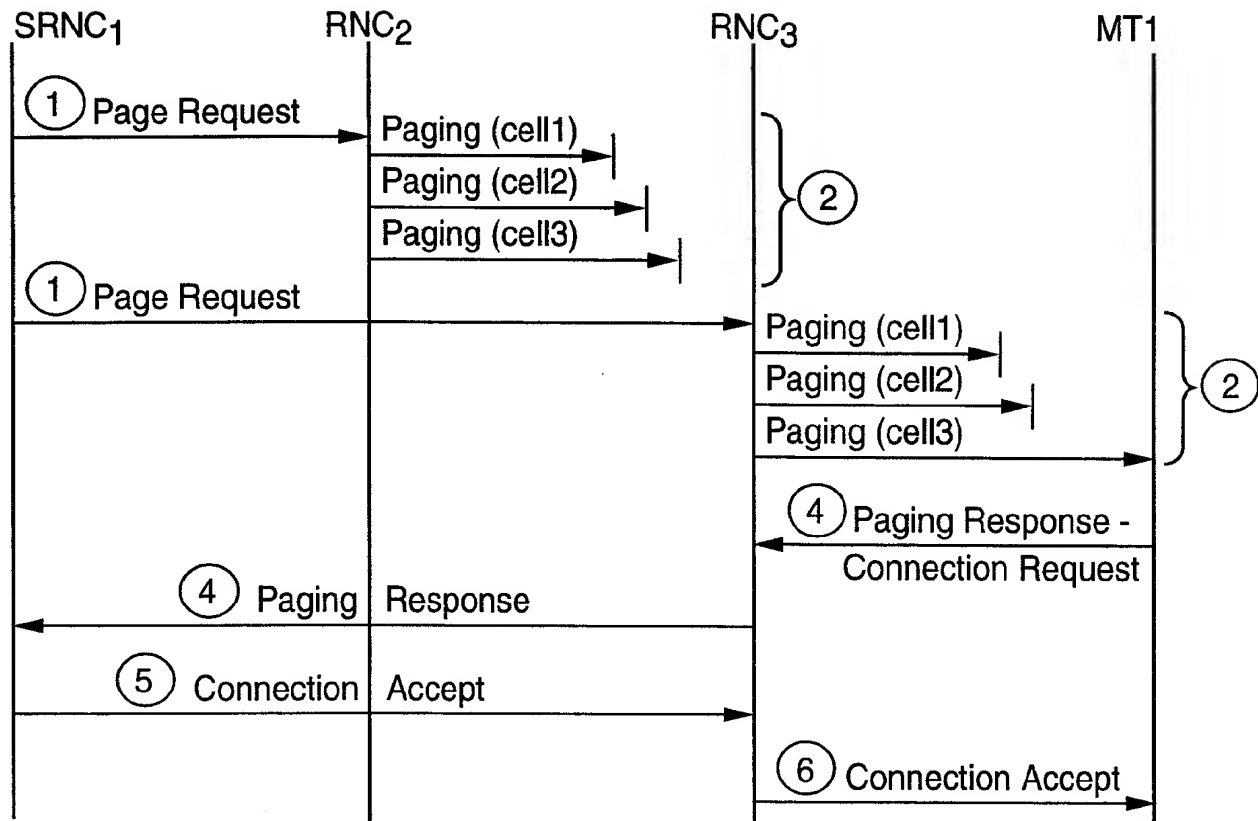 SRNC1 RNC2 RNC3 MT1
1 Page Request
Paging (cell1)
Paging (cell2)
Paging (cell3)
2
1 Page Request
Paging (cell1)
Paging (cell2)
Paging (cell3)
2
4 Paging Response -
Connection Request
4 Paging Response
5 Connection Accept
6 Connection Accept